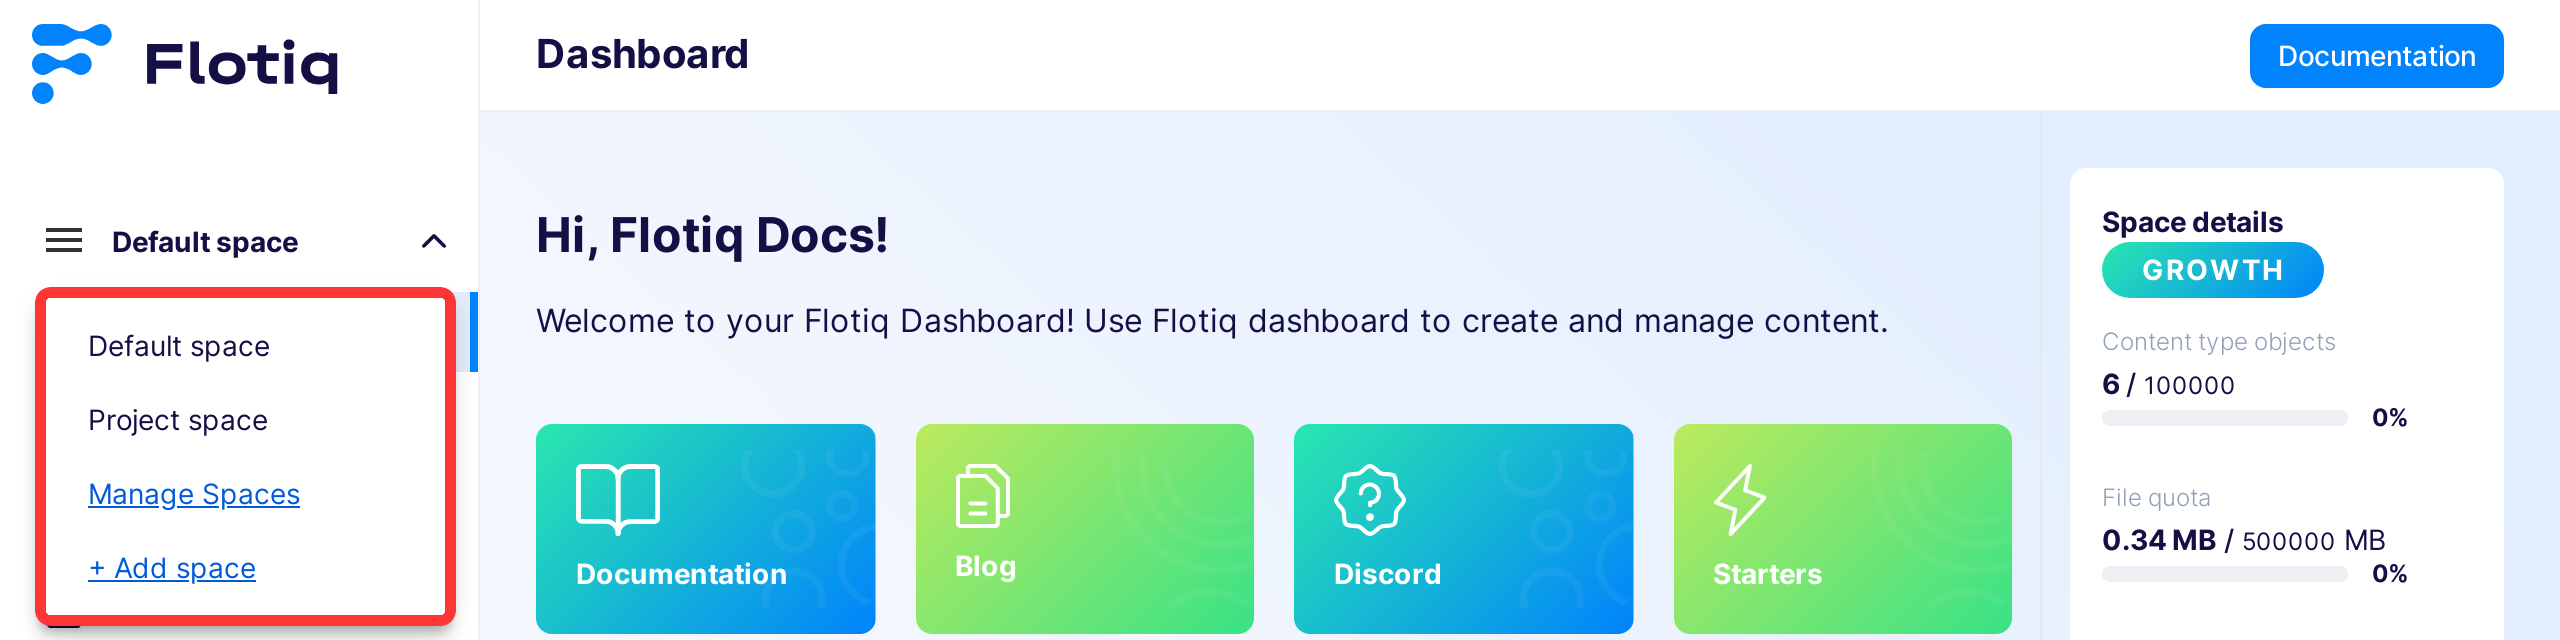 Flotiq
Default space
Default space
Project space
Manage Spaces
+ Add space
Dashboard
Documentation
Hi, Flotiq Docs!
Welcome to your Flotiq Dashboard! Use Flotiq dashboard to create and manage content.
Documentation
Blog
Discord
Starters
Space details
GROWTH
Content type objects
6 / 100000
0%
File quota
0.34 MB / 500000 MB
0%